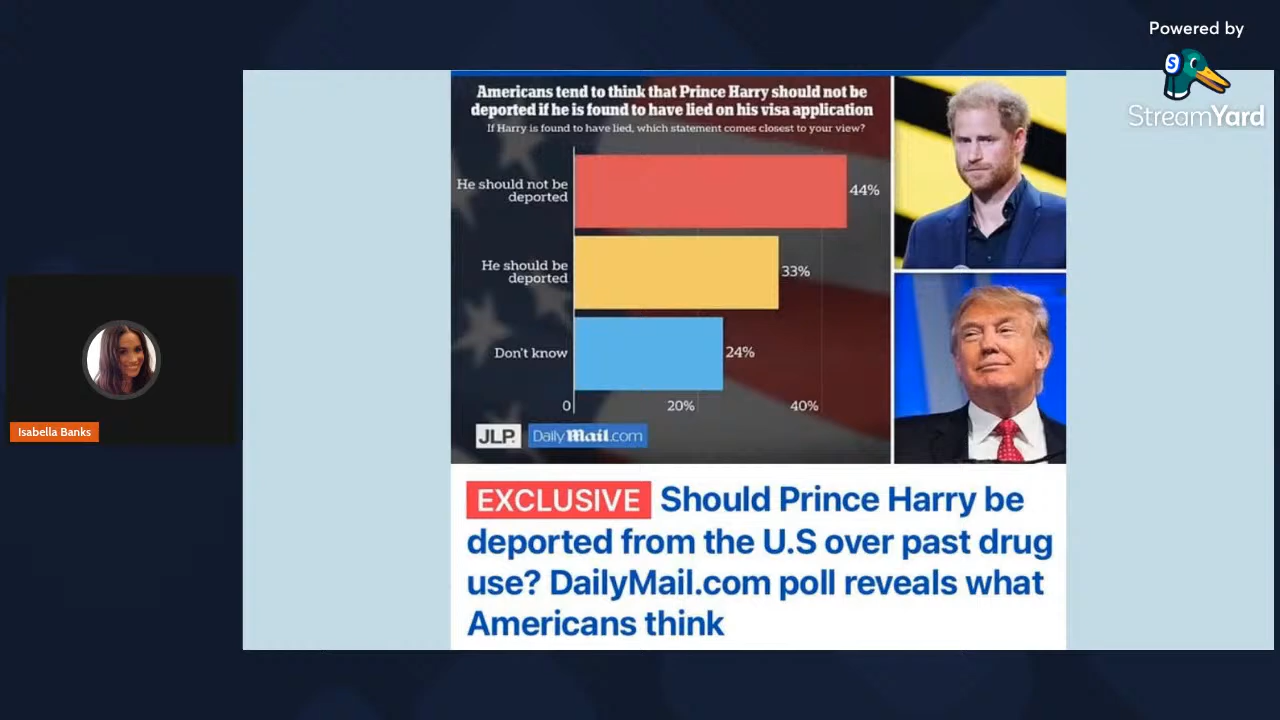 Powered by
S
StreamYard
Americans tend to think that Prince Harry should not be
deported if he is found to have lied on his visa application
If Harry is found to have lied, which statement comes closest to your view?
He should not be
deported
44%
He should be
deported
33%
Don't know
24%
0
20%
40%
JLP.
DailyMail.com
Isabella Banks
EXCLUSIVE Should Prince Harry be
deported from the U.S over past drug
use? DailyMail.com poll reveals what
Americans think